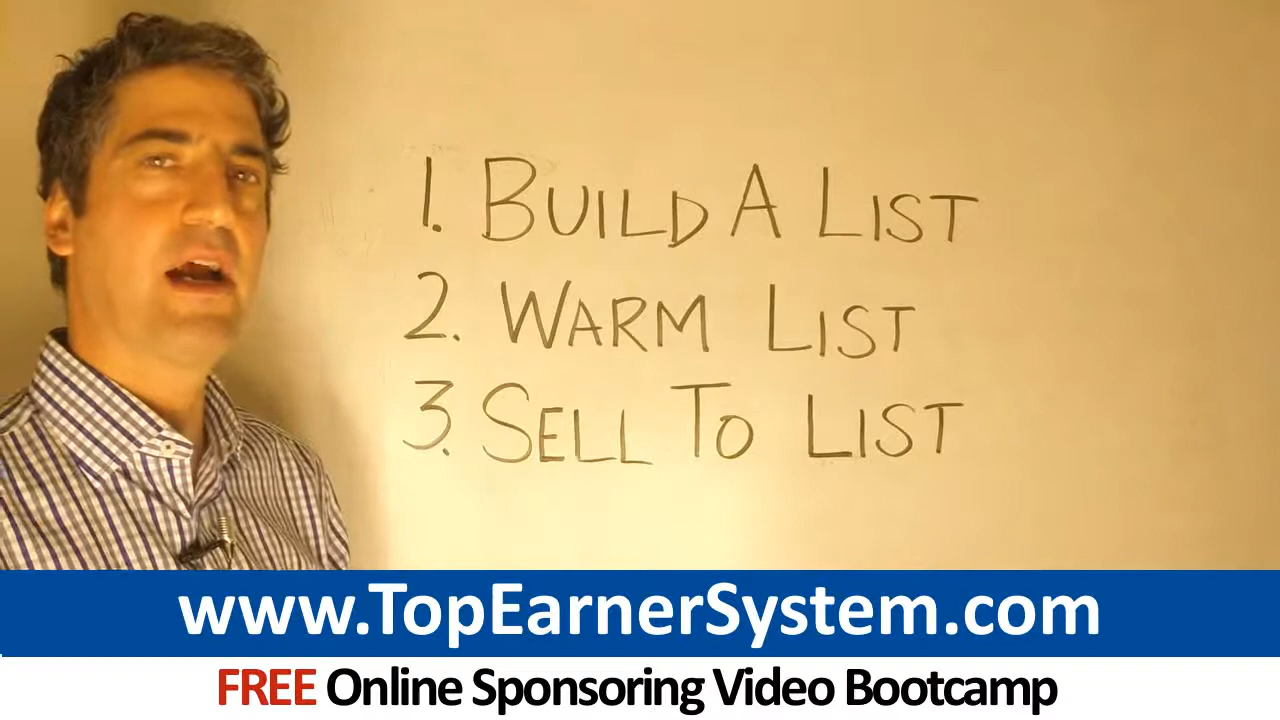 1. BUILD A LIST
2. WARM LIST
3. SELL TO LIST
www.TopEarnerSystem.com
FREE Online Sponsoring Video Bootcamp